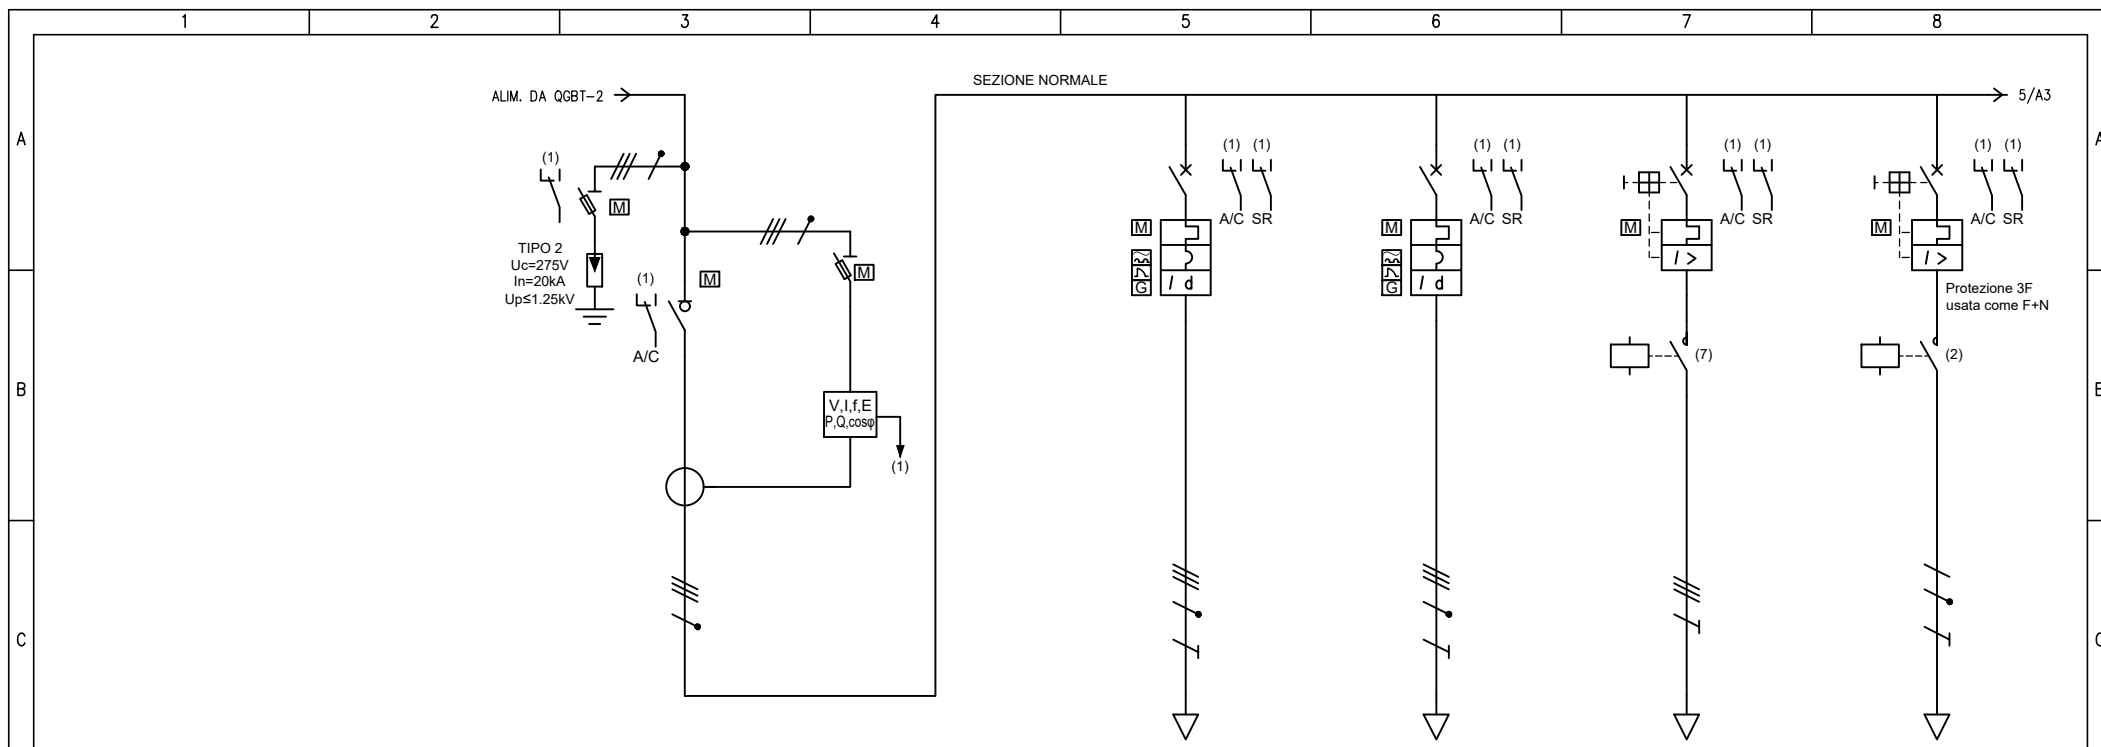 1 2 3 4 5 6 7 8
SEZIONE NORMALE
ALIM. DA QGBT-2
5/A3
A
A
(1)
(1) (1)
(1) (1)
(1) (1)
(1) (1)
M
A/C SR
A/C SR
A/C SR
A/C SR
M
M
M
M
TIPO 2
Uc=275V
In=20kA
Up≤1.25kV
(1)
M
M
I >
I >
G
I d
G
I d
Protezione 3F
usata come F+N
A/C
(7)
(2)
B
B
V,I,f,E
P,Q,cosφ
(1)
C
C